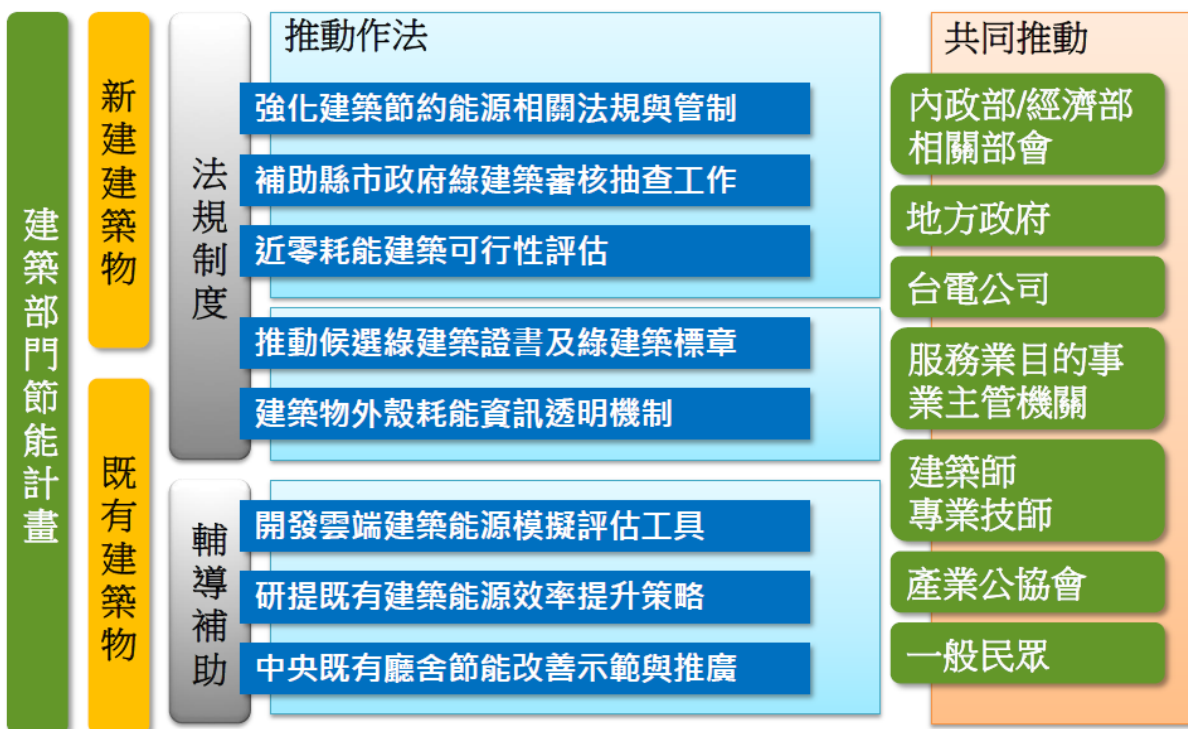 建築部門節能計畫
新建建築物
既有建築物
法規制度
輔導補助
推動作法
強化建築節約能源相關法規與管制
補助縣市政府綠建築審核抽查工作
近零耗能建築可行性評估
推動候選綠建築證書及綠建築標章
建築物外殼耗能資訊透明機制
開發雲端建築能源模擬評估工具
研提既有建築能源效率提升策略
中央既有廳舍節能改善示範與推廣
共同推動
內政部/經濟部
相關部會
地方政府
台電公司
服務業目的事
業主管機關
建築師
專業技師
產業公協會
一般民眾